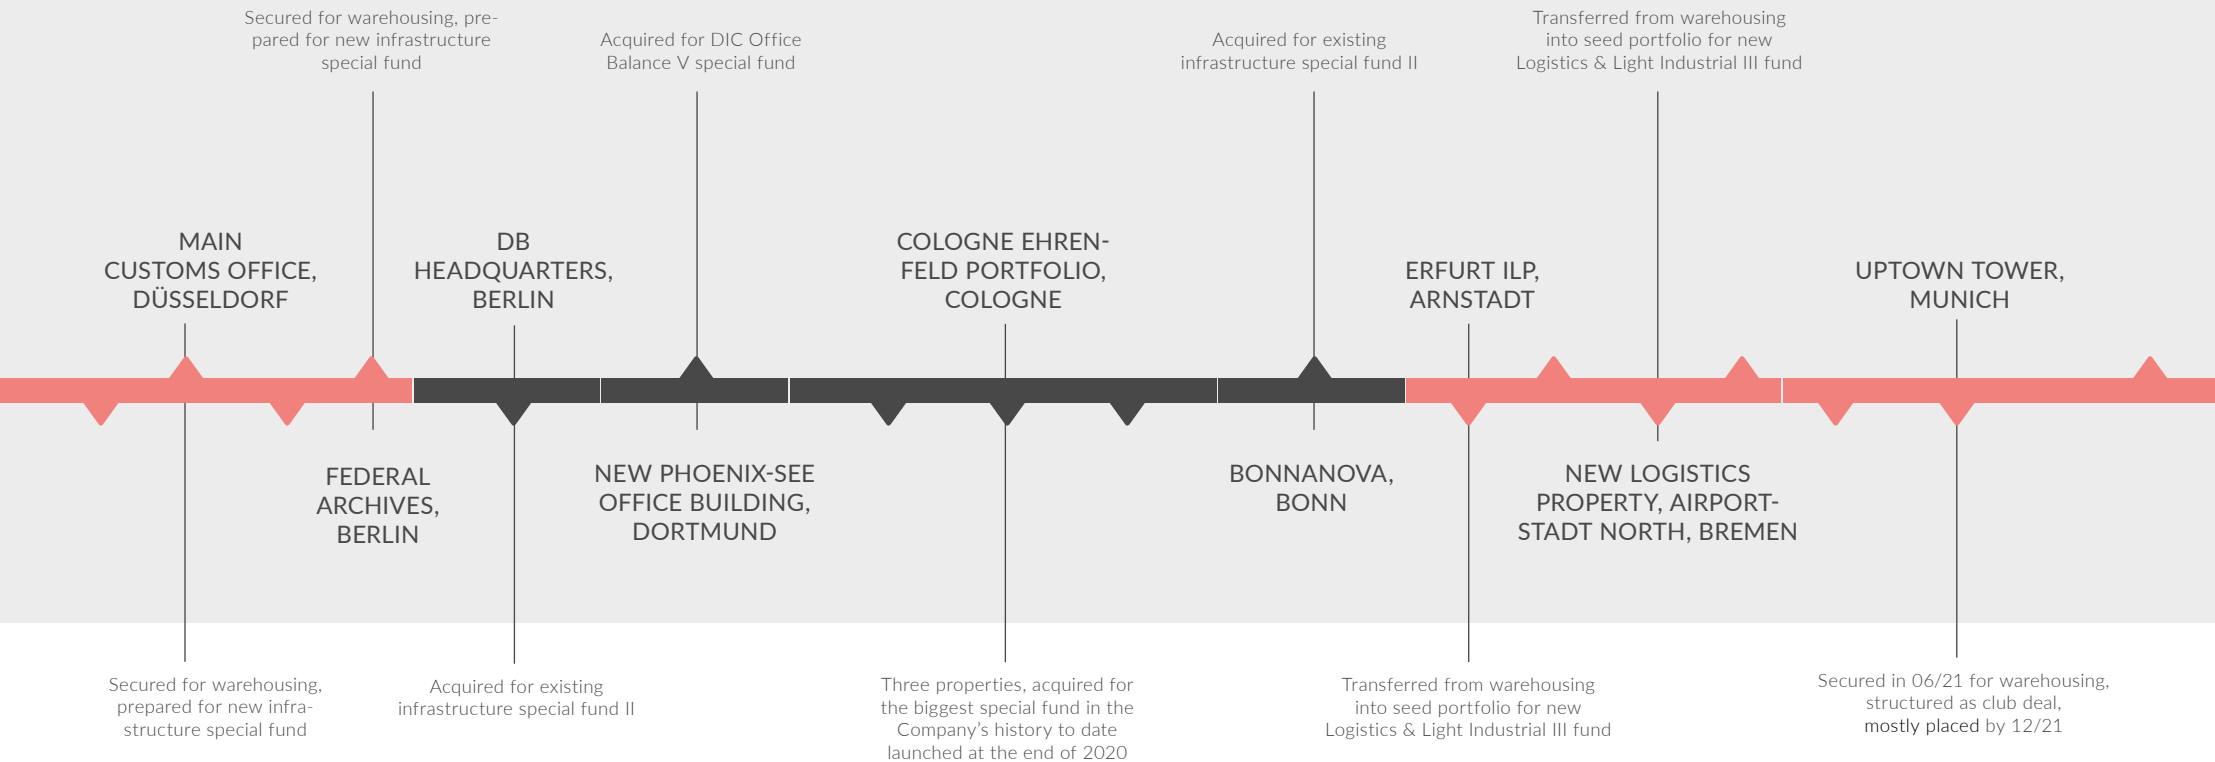 Secured for warehousing, pre-
pared for new infrastructure
special fund
Acquired for DIC Office
Balance V special fund
Acquired for existing
infrastructure special fund II
Transferred from warehousing
into seed portfolio for new
Logistics & Light Industrial III fund
MAIN
CUSTOMS OFFICE,
DÜSSELDORF
DB
HEADQUARTERS,
BERLIN
COLOGNE EHREN-
FELD PORTFOLIO,
COLOGNE
ERFURT ILP,
ARNSTADT
UPTOWN TOWER,
MUNICH
FEDERAL
ARCHIVES,
BERLIN
NEW PHOENIX-SEE
OFFICE BUILDING,
DORTMUND
BONNANOVA,
BONN
NEW LOGISTICS
PROPERTY, AIRPORT-
STADT NORTH, BREMEN
Secured for warehousing,
prepared for new infra-
structure special fund
Acquired for existing
infrastructure special fund II
Three properties, acquired for
the biggest special fund in the
Company’s history to date
launched at the end of 2020
Transferred from warehousing
into seed portfolio for new
Logistics & Light Industrial III fund
Secured in 06/21 for warehousing,
structured as club deal,
mostly placed by 12/21